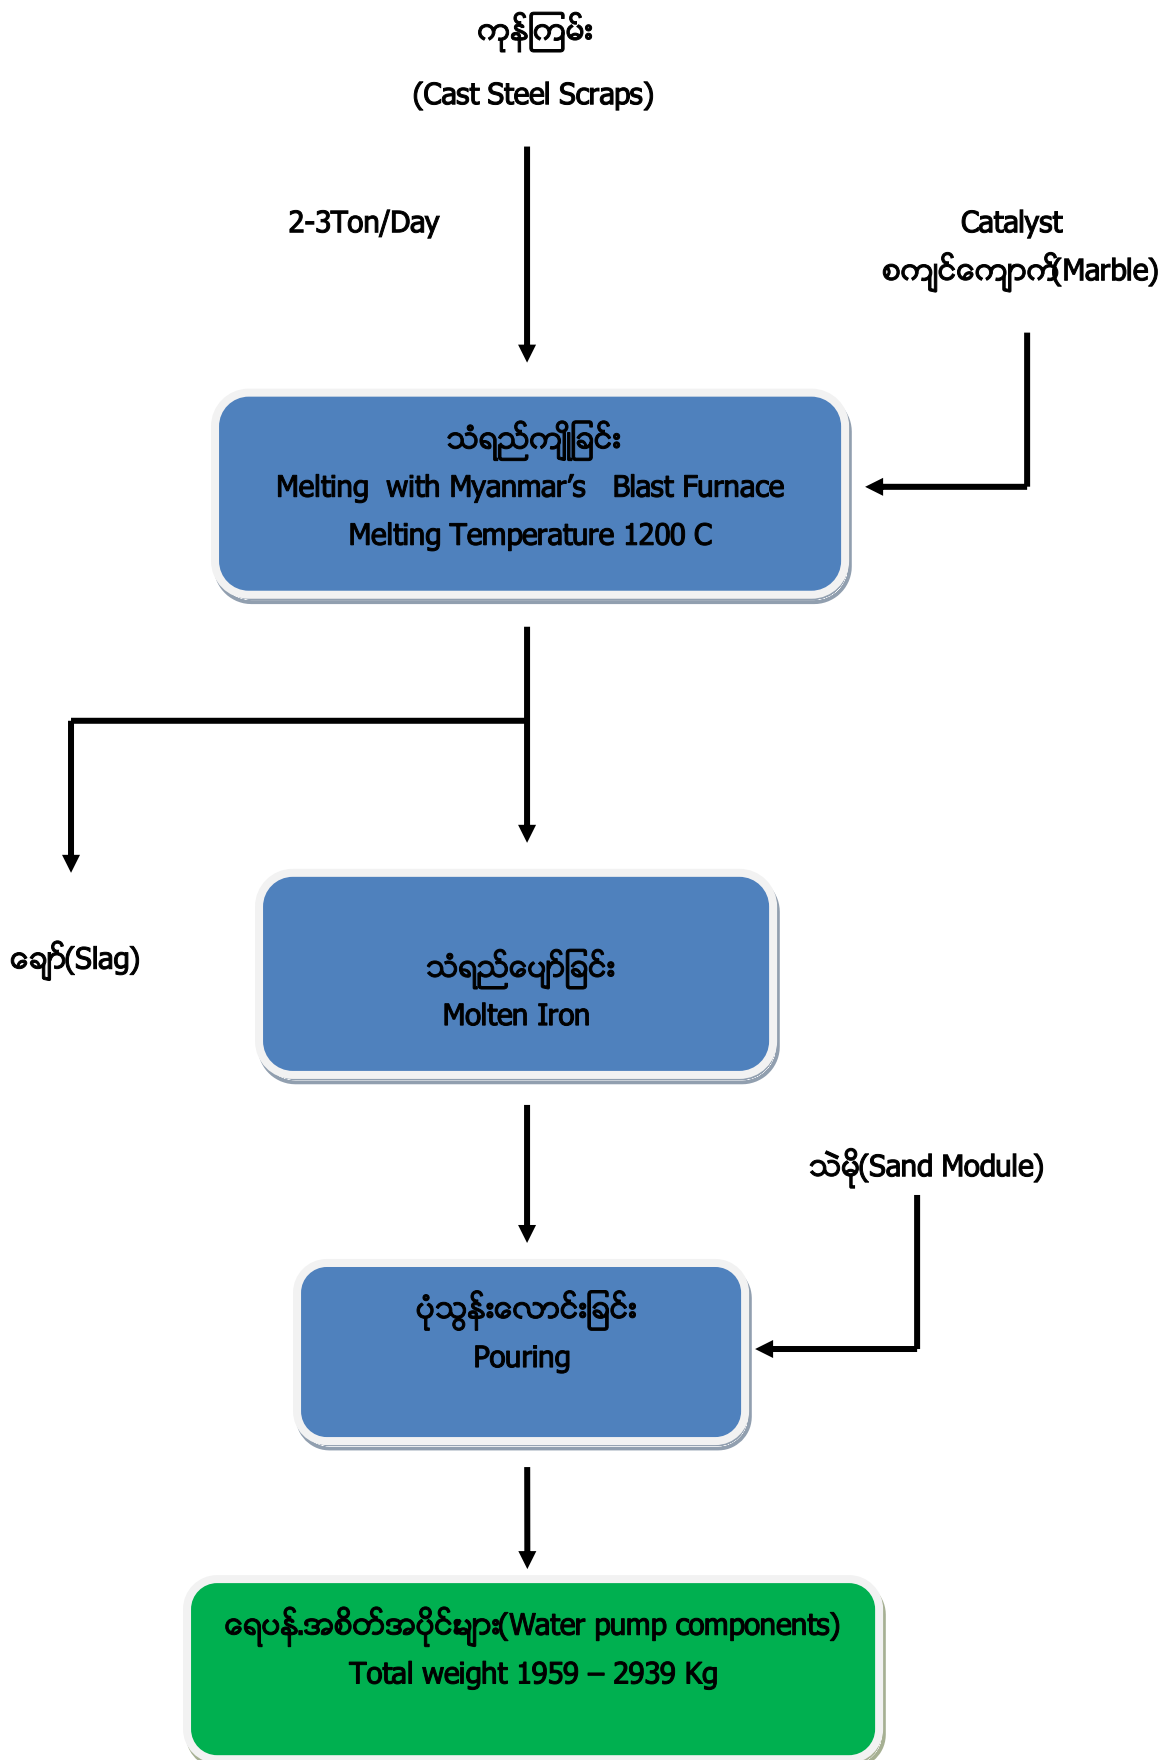 ကုန်ကြမ်း
(Cast Steel Scraps)
2-3Ton/Day
Catalyst
စကျင်ကျောက်(Marble)
သံရည်ကျိုခြင်း
Melting with Myanmar’s Blast Furnace
Melting Temperature 1200 C
ချော်(Slag)
သံရည်ပျော်ခြင်း
Molten Iron
သဲမို(Sand Module)
ပုံသွန်းလောင်းခြင်း
Pouring
ရေပန်.အစိတ်အပိုင်းများ(Water pump components)
Total weight 1959 – 2939 Kg